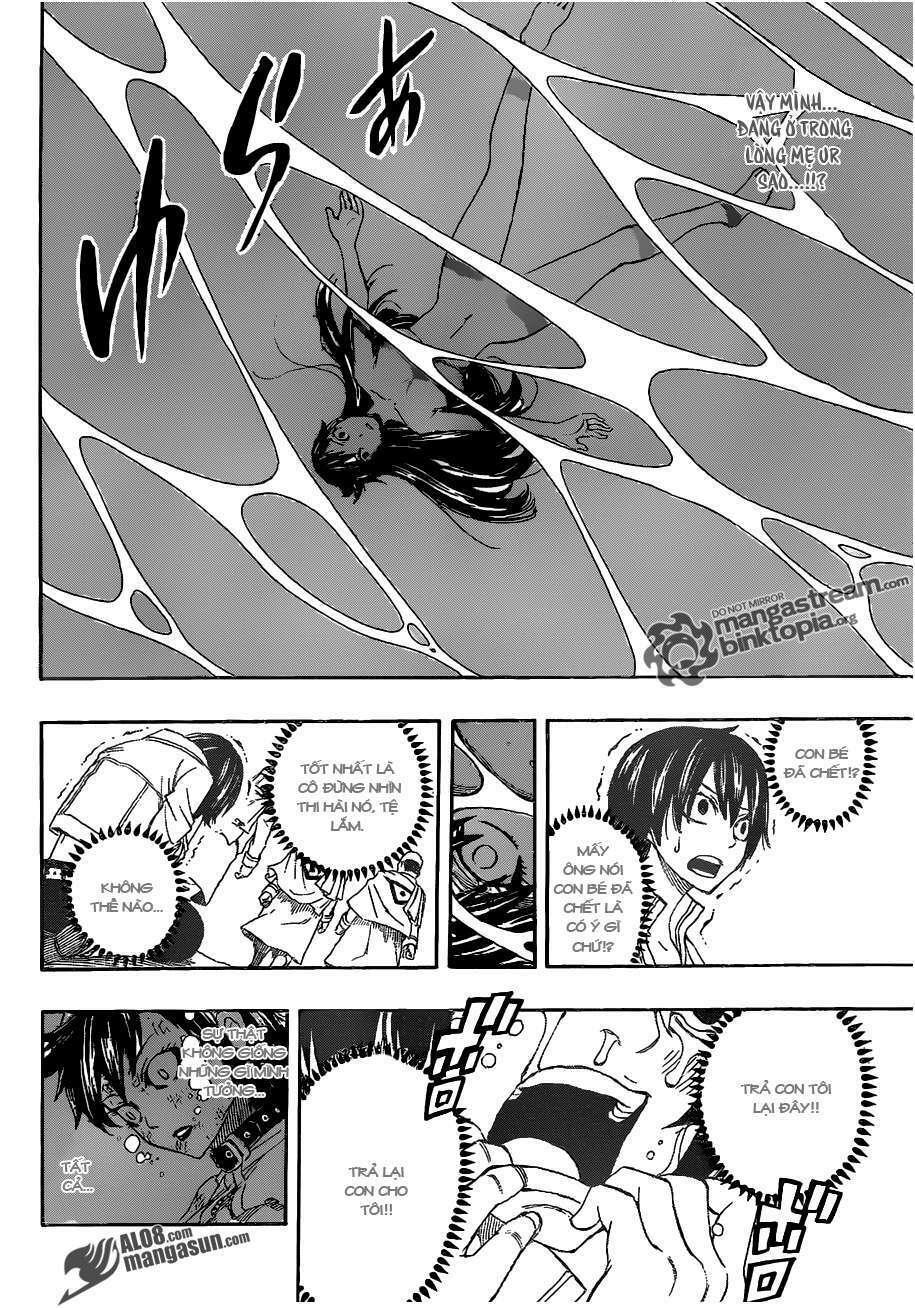 VẬY MÌNH...
ĐANG Ở TRONG
LÒNG MẸ UR
SAO...!!?
ゆらあ
DO NOT MIRROR
mangastream.com
binktopia.org
CON BÉ
ĐÃ CHẾT!?
MẤY
ÔNG NÓI
CON BÉ ĐÃ
CHẾT LÀ
CÓ Ý GÌ
CHỨ!?
TỐT NHẤT LÀ
CÔ ĐỪNG NHÌN
THI HÀI NÓ, TỆ
LẮM.
KHÔNG
THỂ NÀO...
TRẢ CON TÔI
LẠI ĐÂY!!
TRẢ LẠI
CON CHO
TÔI!!
SỰ THẬT
KHÔNG GIỐNG
NHỮNG GÌ MÌNH
TƯỞNG...
TẤT
CẢ...
AL08.com
mangasun.com